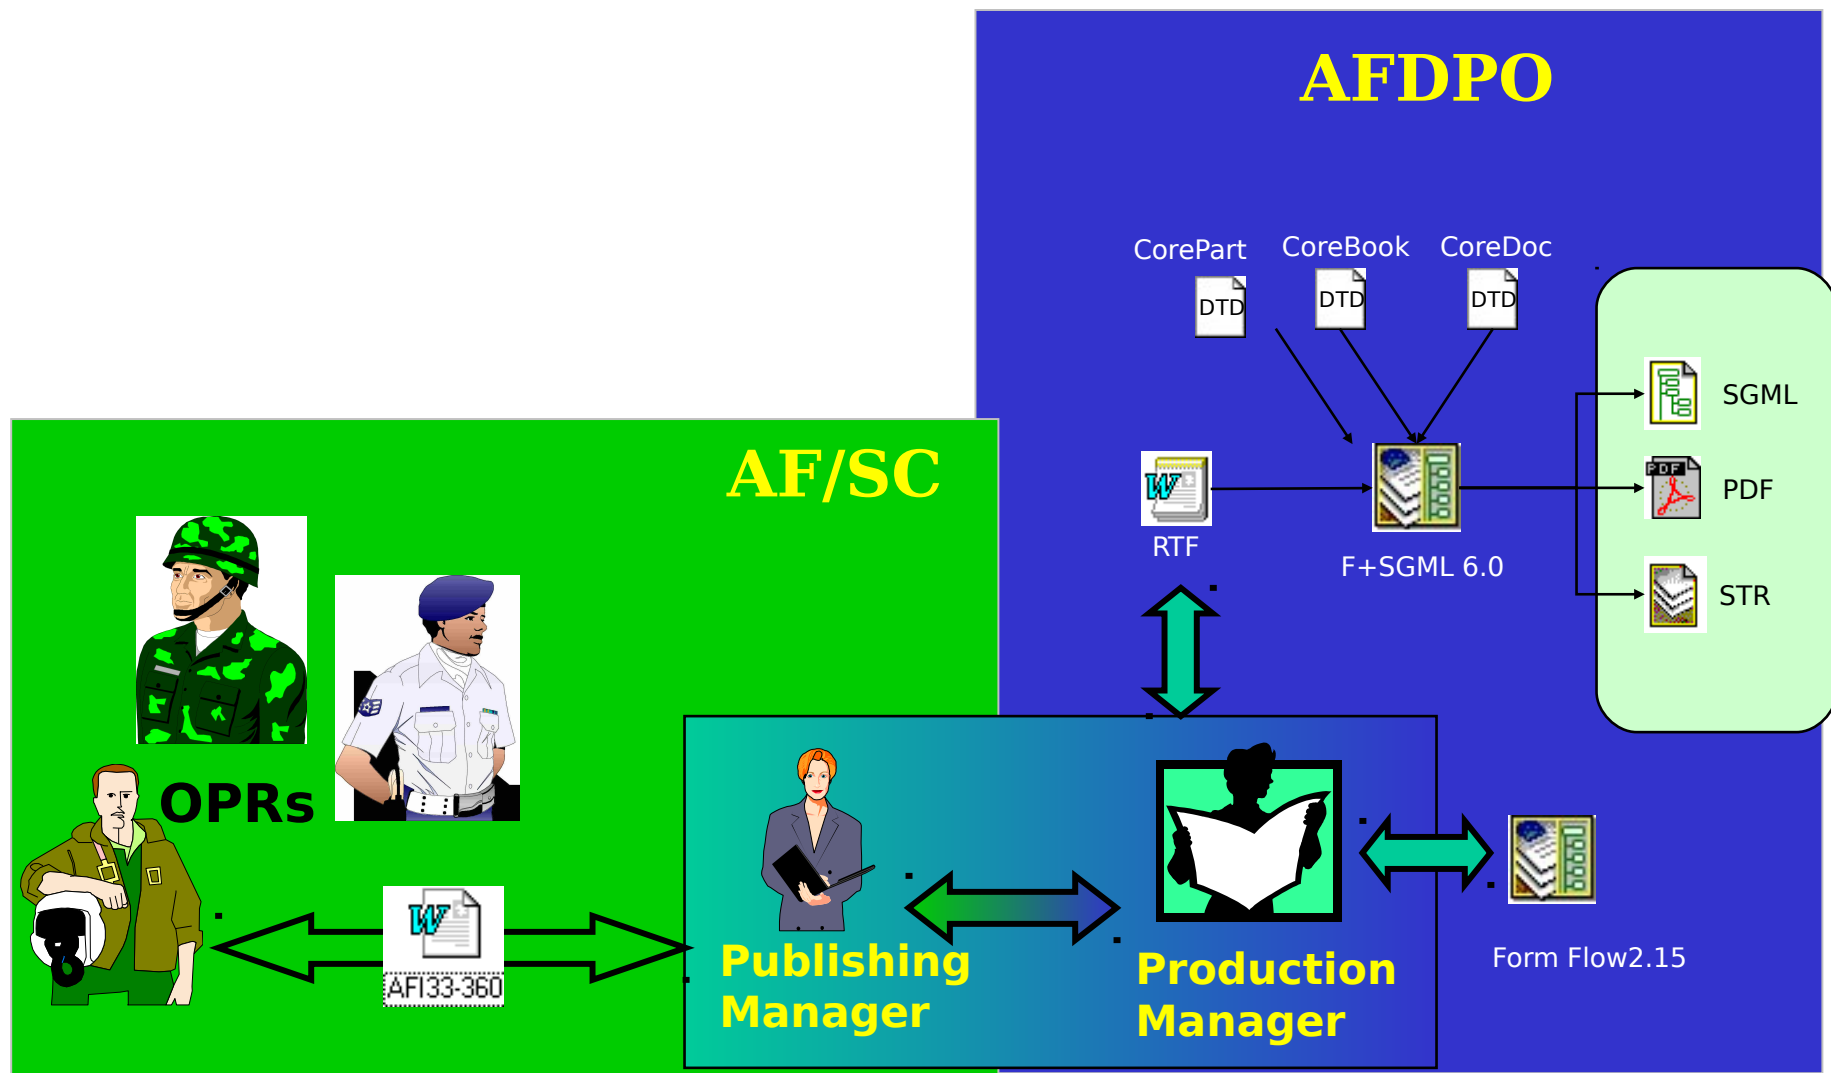 AFDPO
CorePart
CoreBook
CoreDoc
DTD
DTD
DTD
SGML
PDF
PDF
STR
W
RTF
F+SGML 6.0
AF/SC
OPRs
W
AFI33-360
Publishing
Manager
Production
Manager
Form Flow2.15